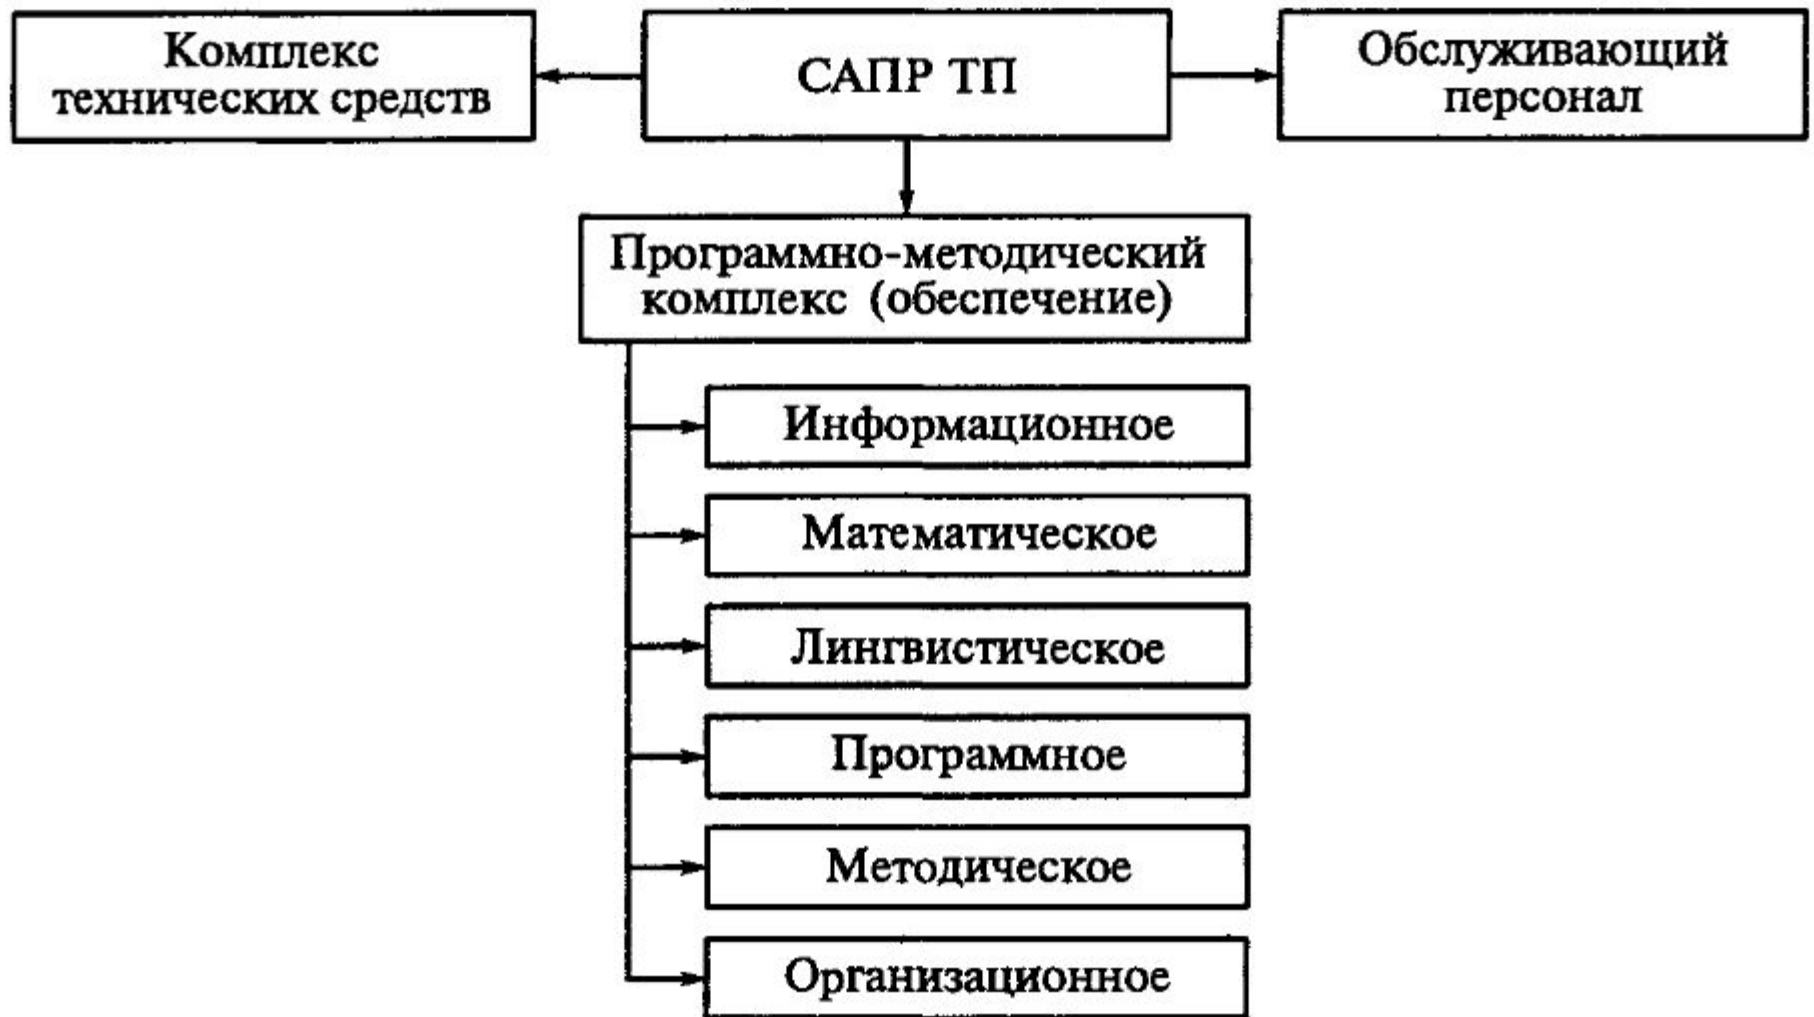 Комплекс
технических средств
САПР ТП
Обслуживающий
персонал
Программно-методический
комплекс (обеспечение)
Информационное
Математическое
Лингвистическое
Программное
Методическое
Организационное